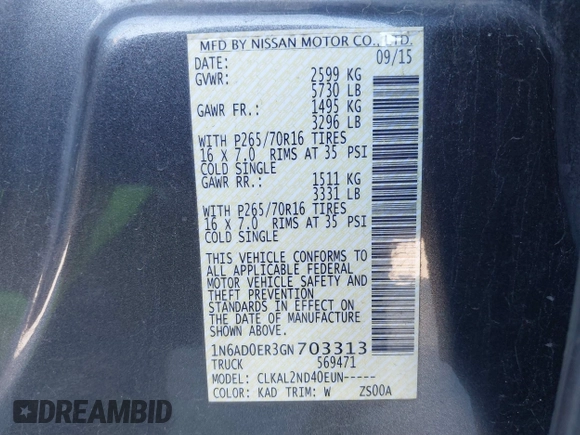 MFD BY NISSAN MOTOR CO., LTD.
DATE: 09/15
GVWR: 2599 KG
5730 LB
GAWR FR.: 1495 KG
3296 LB
WITH P265/70R16 TIRES
16 X 7.0 RIMS AT 35 PSI
COLD SINGLE
GAWR RR.: 1511 KG
3331 LB
WITH P265/70R16 TIRES
16 X 7.0 RIMS AT 35 PSI
COLD SINGLE
THIS VEHICLE CONFORMS TO
ALL APPLICABLE FEDERAL
MOTOR VEHICLE SAFETY AND
THEFT PREVENTION
STANDARDS IN EFFECT ON
THE DATE OF MANUFACTURE
SHOWN ABOVE.
1N6AD0ER3GN703313
TRUCK 569471
MODEL: CLKAL2ND40EUN-----
COLOR: KAD TRIM: W ZS00A
DREAMBID